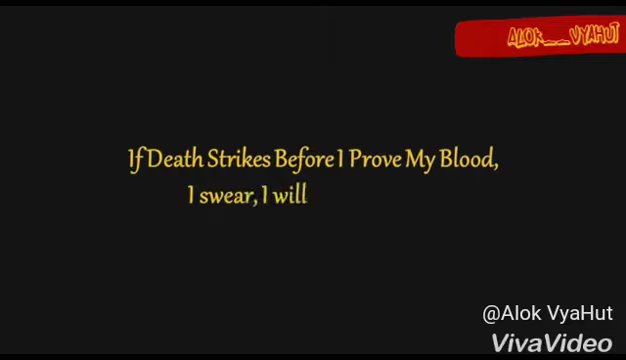 ALOK__VYAHUT
If Death Strikes Before I Prove My Blood,
I swear, I will
@Alok VyaHut
VivaVideo